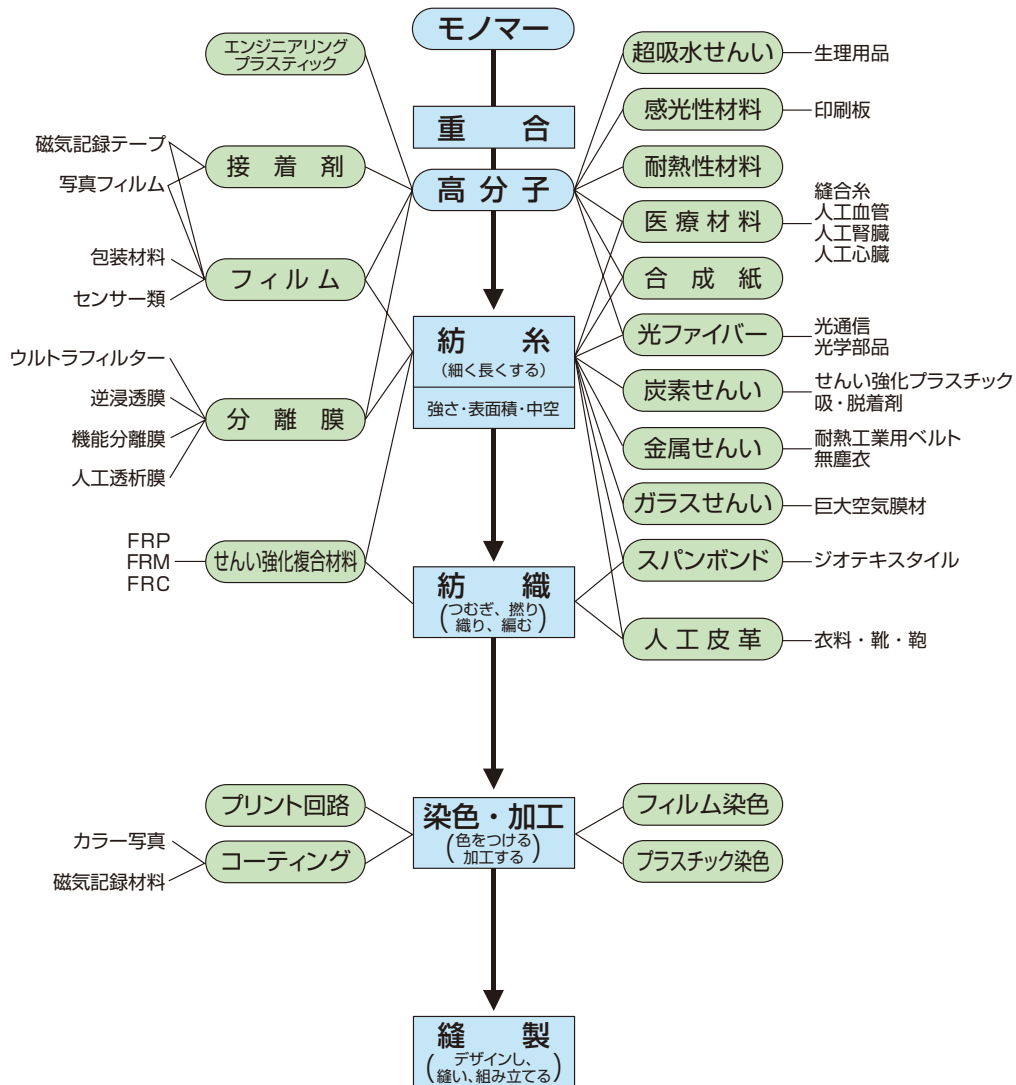 モノマー
重合
高分子
紡糸
（細く長くする）
強さ・表面積・中空
紡織
（つむぎ、撚り
織り、編む）
染色・加工
（色をつける
加工する）
縫製
（デザインし、
縫い、組み立てる）
エンジニアリング
プラスティック
接着剤
磁気記録テープ
写真フィルム
フィルム
包装材料
センサー類
分離膜
ウルトラフィルター
逆浸透膜
機能分離膜
人工透析膜
せんい強化複合材料
FRP
FRM
FRC
プリント回路
コーティング
カラー写真
磁気記録材料
超吸水せんい
生理用品
感光性材料
印刷板
耐熱性材料
医療材料
縫合糸
人工血管
人工腎臓
人工心臓
合成紙
光ファイバー
光通信
光学部品
炭素せんい
せんい強化プラスチック
吸・脱着剤
金属せんい
耐熱工業用ベルト
無塵衣
ガラスせんい
巨大空気膜材
スパンボンド
ジオテキスタイル
人工皮革
衣料・靴・鞄
フィルム染色
プラスチック染色